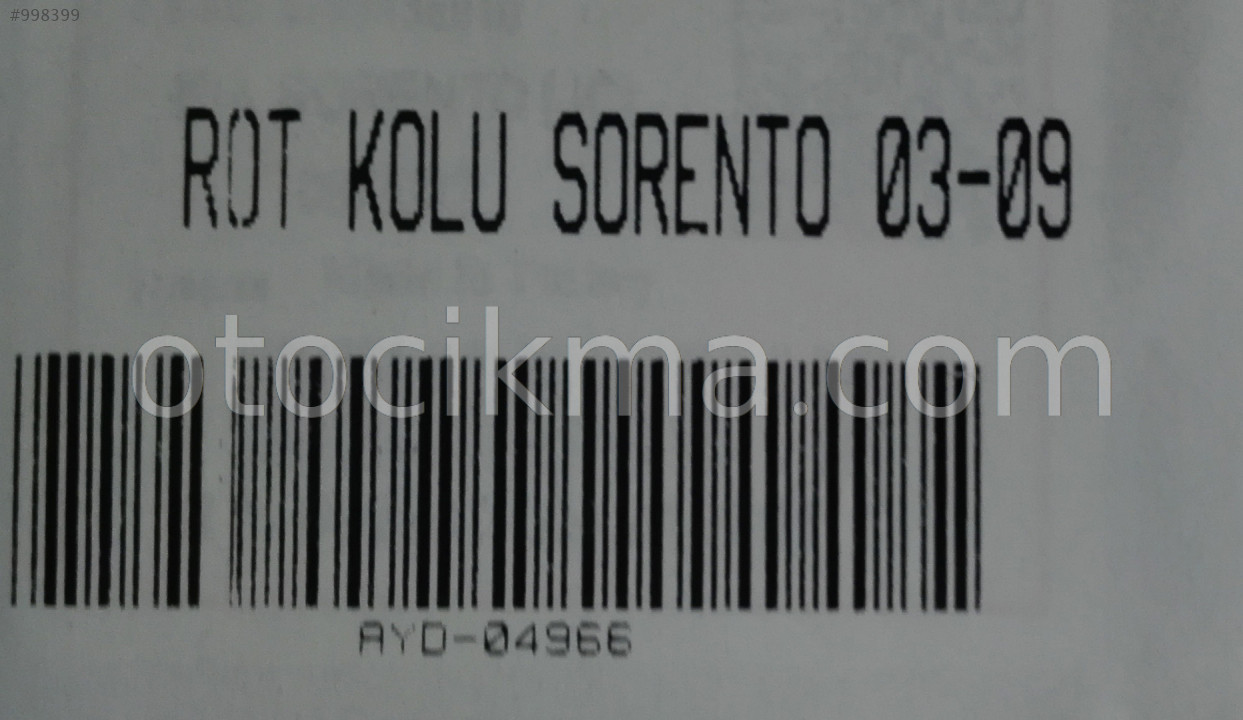 #998399
ROT KOLU SORENTO 03-09
otocikma.com
AYD-04966